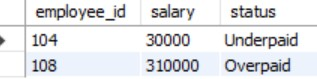 employee_id salary status
104 30000 Underpaid
108 310000 Overpaid